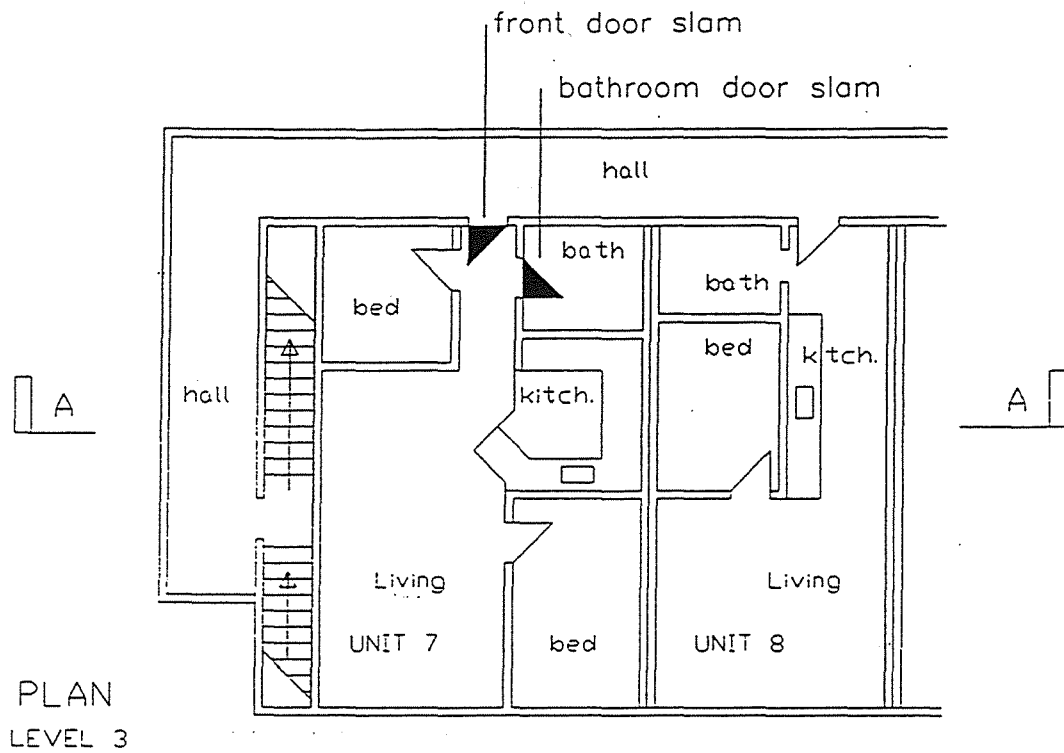 front door slam
bathroom door slam
hall
bath
bath
bed
bed
kitch.
kitch.
hall
A
A
Living
Living
UNIT 7
bed
UNIT 8
PLAN
LEVEL 3